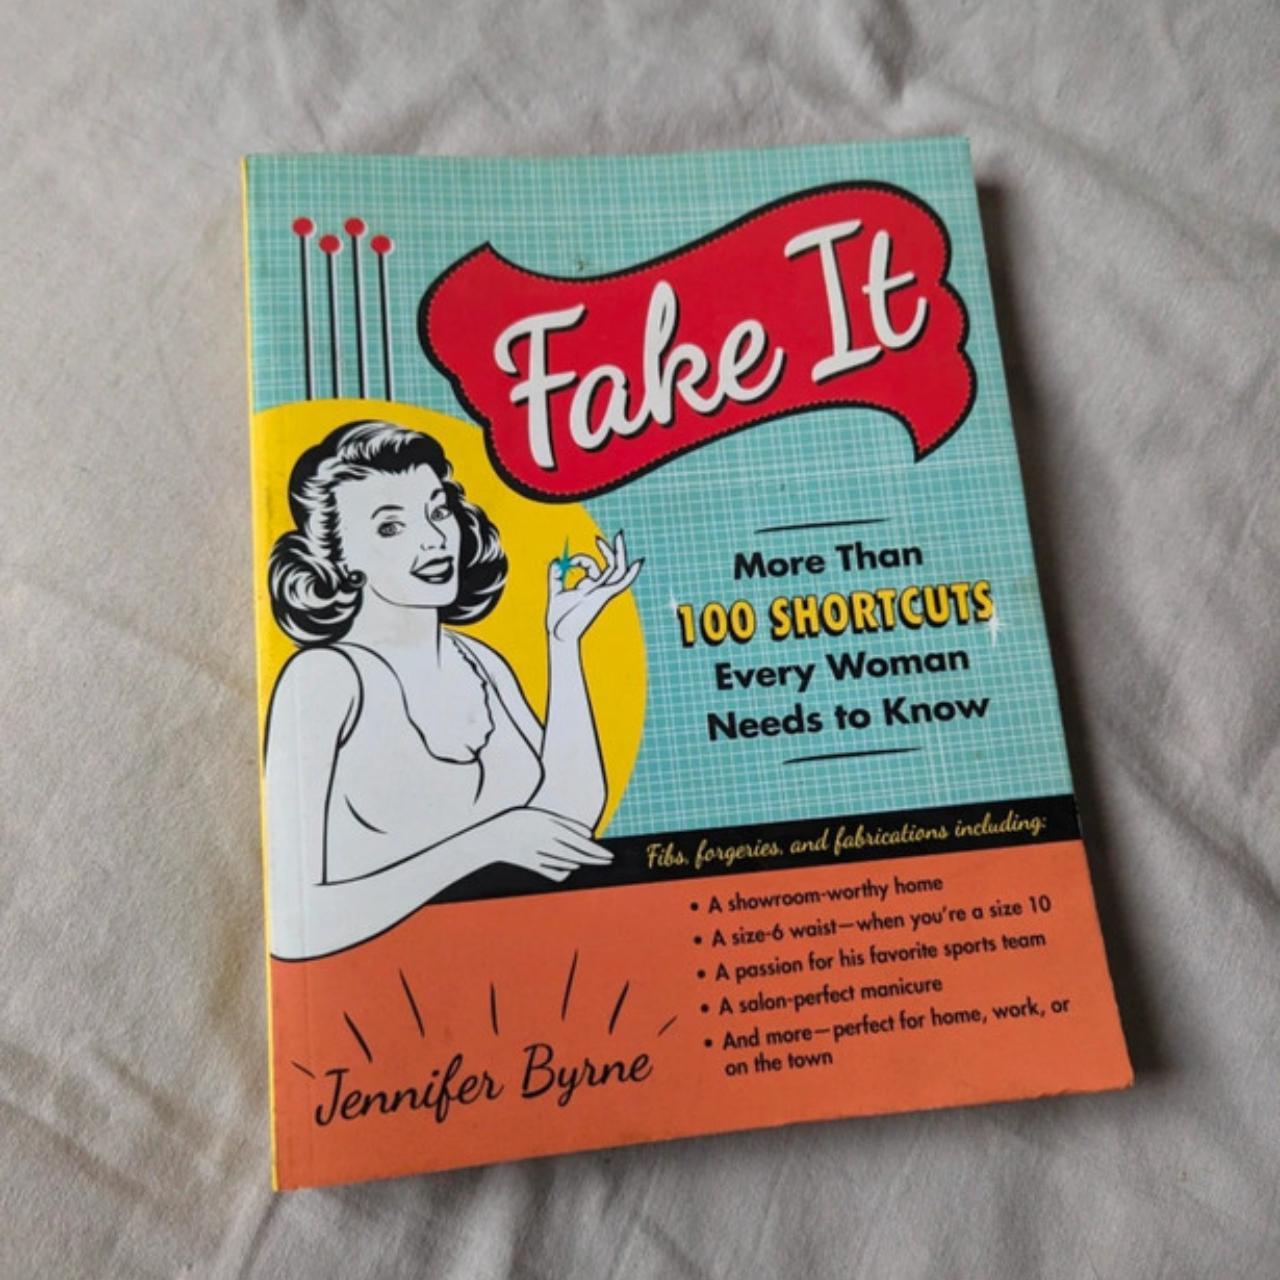 Fake It
More Than
100 SHORTCUTS
Every Woman
Needs to Know
Fibs, forgeries, and fabrications including:
• A showroom-worthy home
• A size-6 waist—when you're a size 10
• A passion for his favorite sports team
• A salon-perfect manicure
• And more—perfect for home, work, or
on the town
Jennifer Byrne